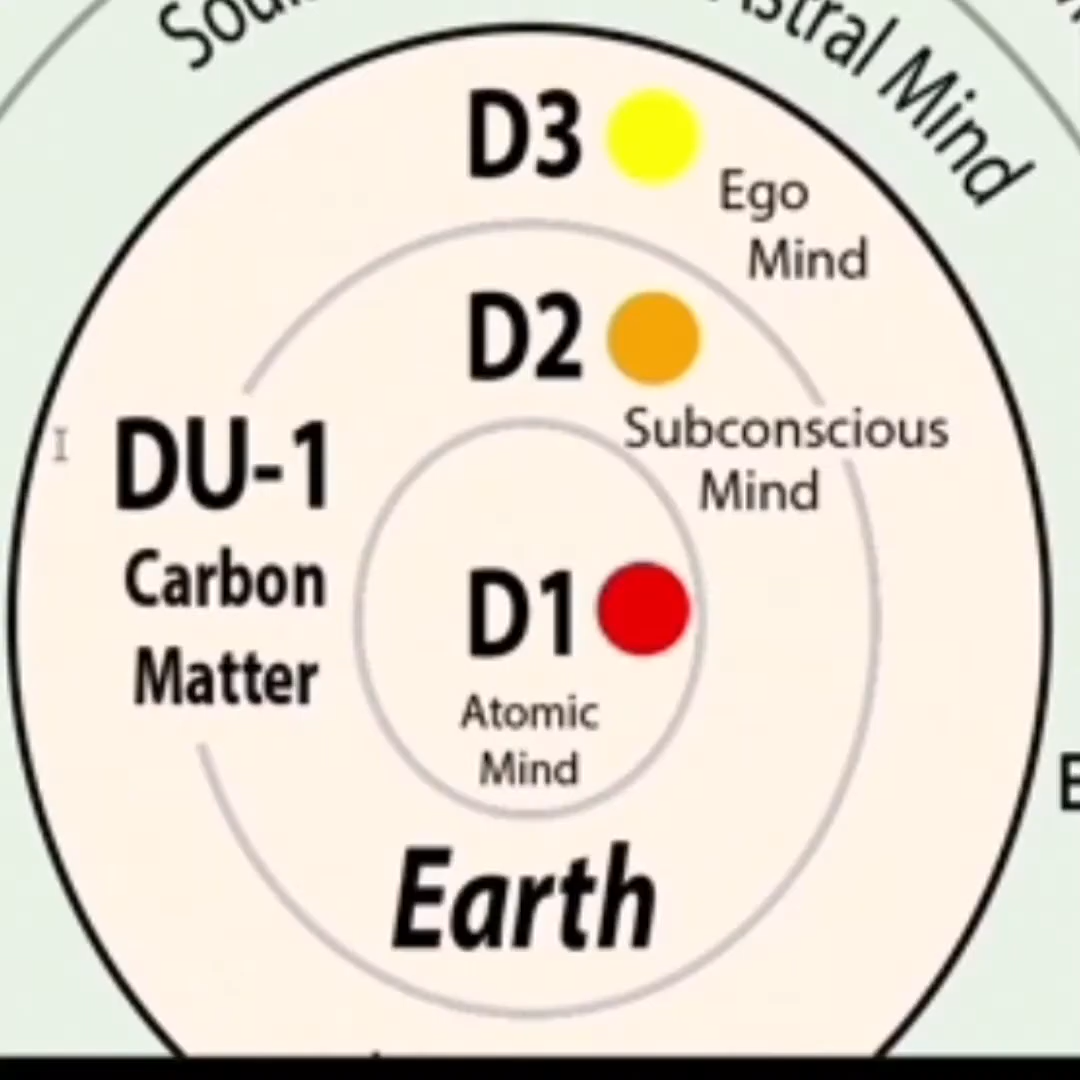 Astral Mind
D3
Ego
Mind
D2
Subconscious
Mind
DU-1
Carbon
Matter
D1
Atomic
Mind
Earth